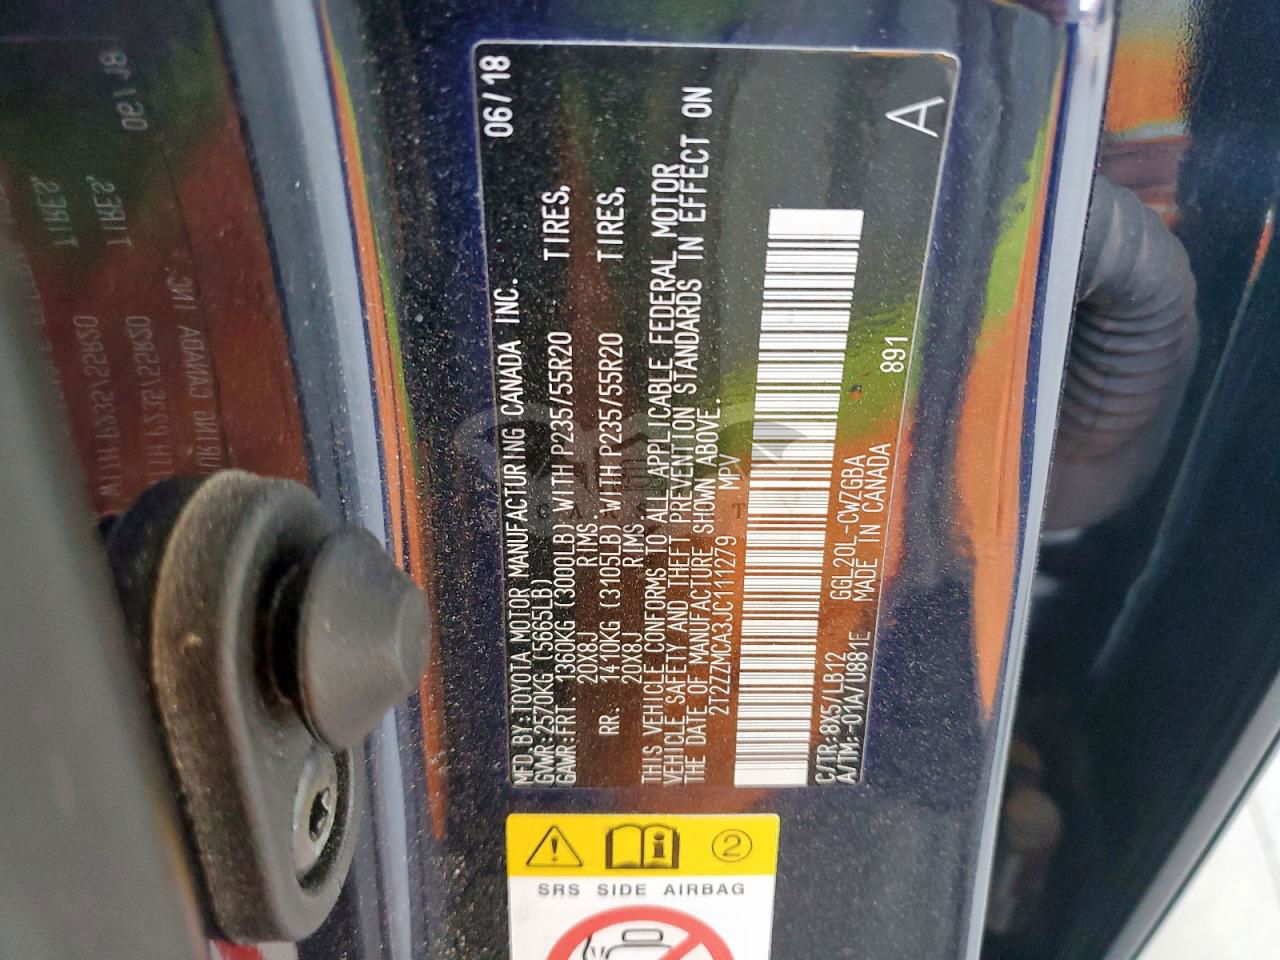 MFD BY:TOYOTA MOTOR MANUFACTURING CANADA INC. 06/18
GVWR:2570KG (5665LB)
GAWR:FRT. 1360KG (3000LB) WITH P235/55R20 TIRES,
20X8J RIMS.
RR. 1410KG (3105LB) WITH P235/55R20 TIRES,
20X8J RIMS
THIS VEHICLE CONFORMS TO ALL APPLICABLE FEDERAL MOTOR
VEHICLE SAFETY AND THEFT PREVENTION STANDARDS IN EFFECT ON
THE DATE OF MANUFACTURE SHOWN ABOVE.
2T2ZZMCA3JC111279 MPV
C/TR:8X5/LB12 GGL20L-CWZGBA 891
A/TM:-01A/U881E MADE IN CANADA
A
2
SRS SIDE AIRBAG